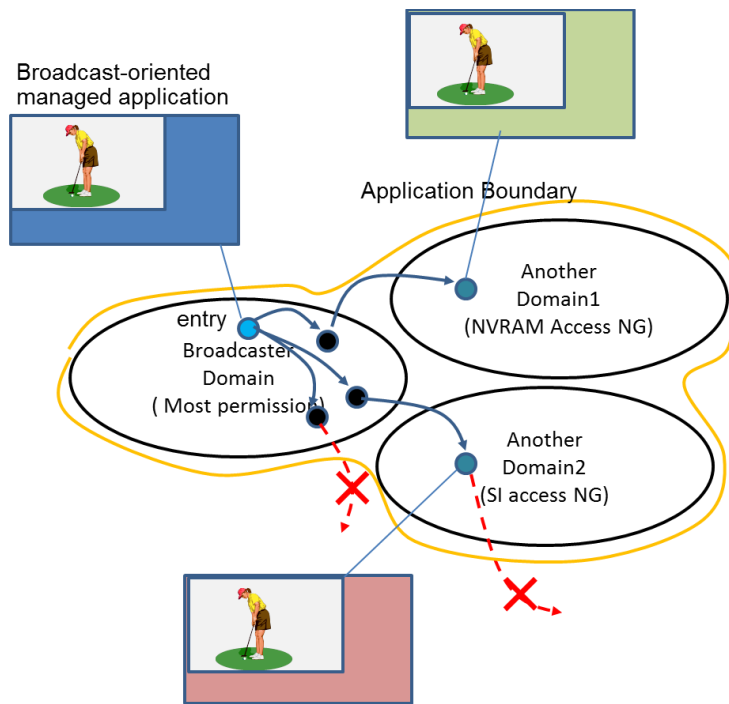 Broadcast-oriented
managed application
Application Boundary
Another
Domain1
(NVRAM Access NG)
entry
Broadcaster
Domain
( Most permission)
Another
Domain2
(SI access NG)